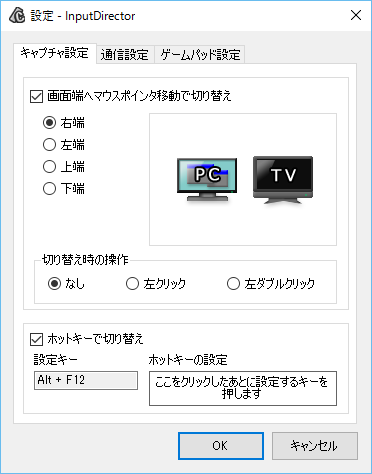 設定 - InputDirector
キャプチャ設定 通信設定 ゲームパッド設定
画面端へマウスポインタ移動で切り替え
右端
左端
上端
下端
PC TV
切り替え時の操作
なし 左クリック 左ダブルクリック
ホットキーで切り替え
設定キー ホットキーの設定
Alt + F12
ここをクリックしたあとに設定するキーを
押します
OK キャンセル